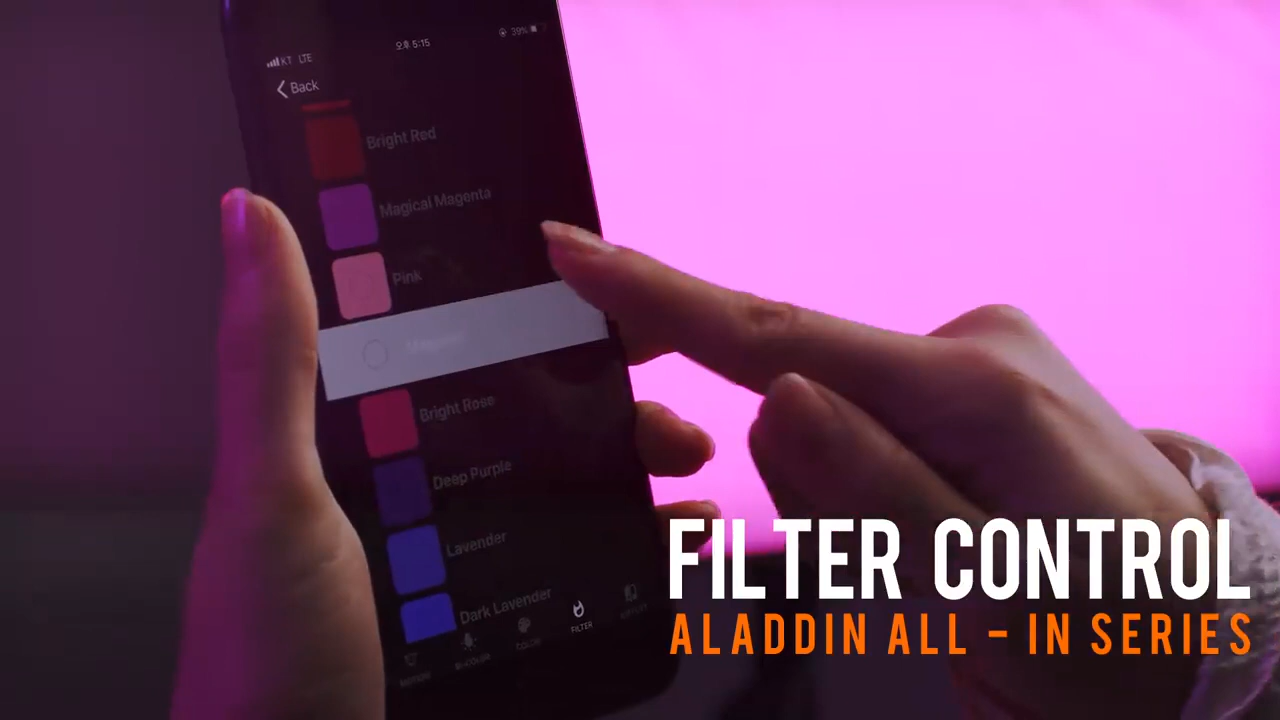 KT LTE
오후 5:15
39%
Back
Bright Red
Magical Magenta
Pink
Bright Rose
Deep Purple
Lavender
Dark Lavender
FILTER
FILTER CONTROL
ALADDIN ALL - IN SERIES